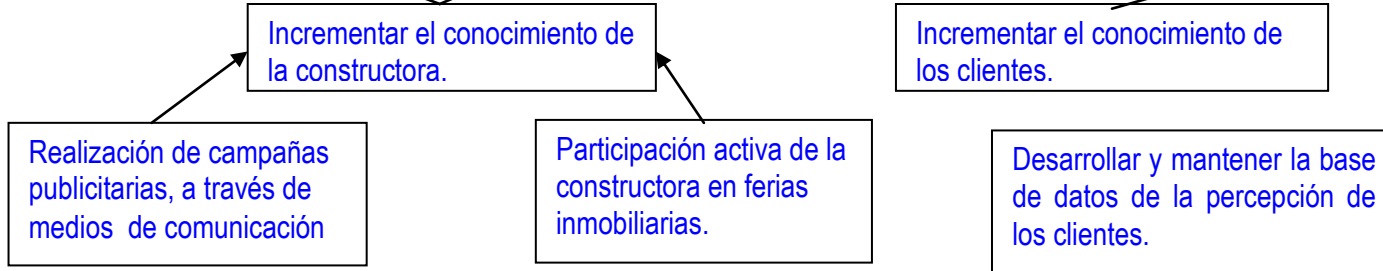 Incrementar el conocimiento de
la constructora.
Incrementar el conocimiento de
los clientes.
Realización de campañas
publicitarias, a través de
medios de comunicación
Participación activa de la
constructora en ferias
inmobiliarias.
Desarrollar y mantener la base
de datos de la percepción de
los clientes.